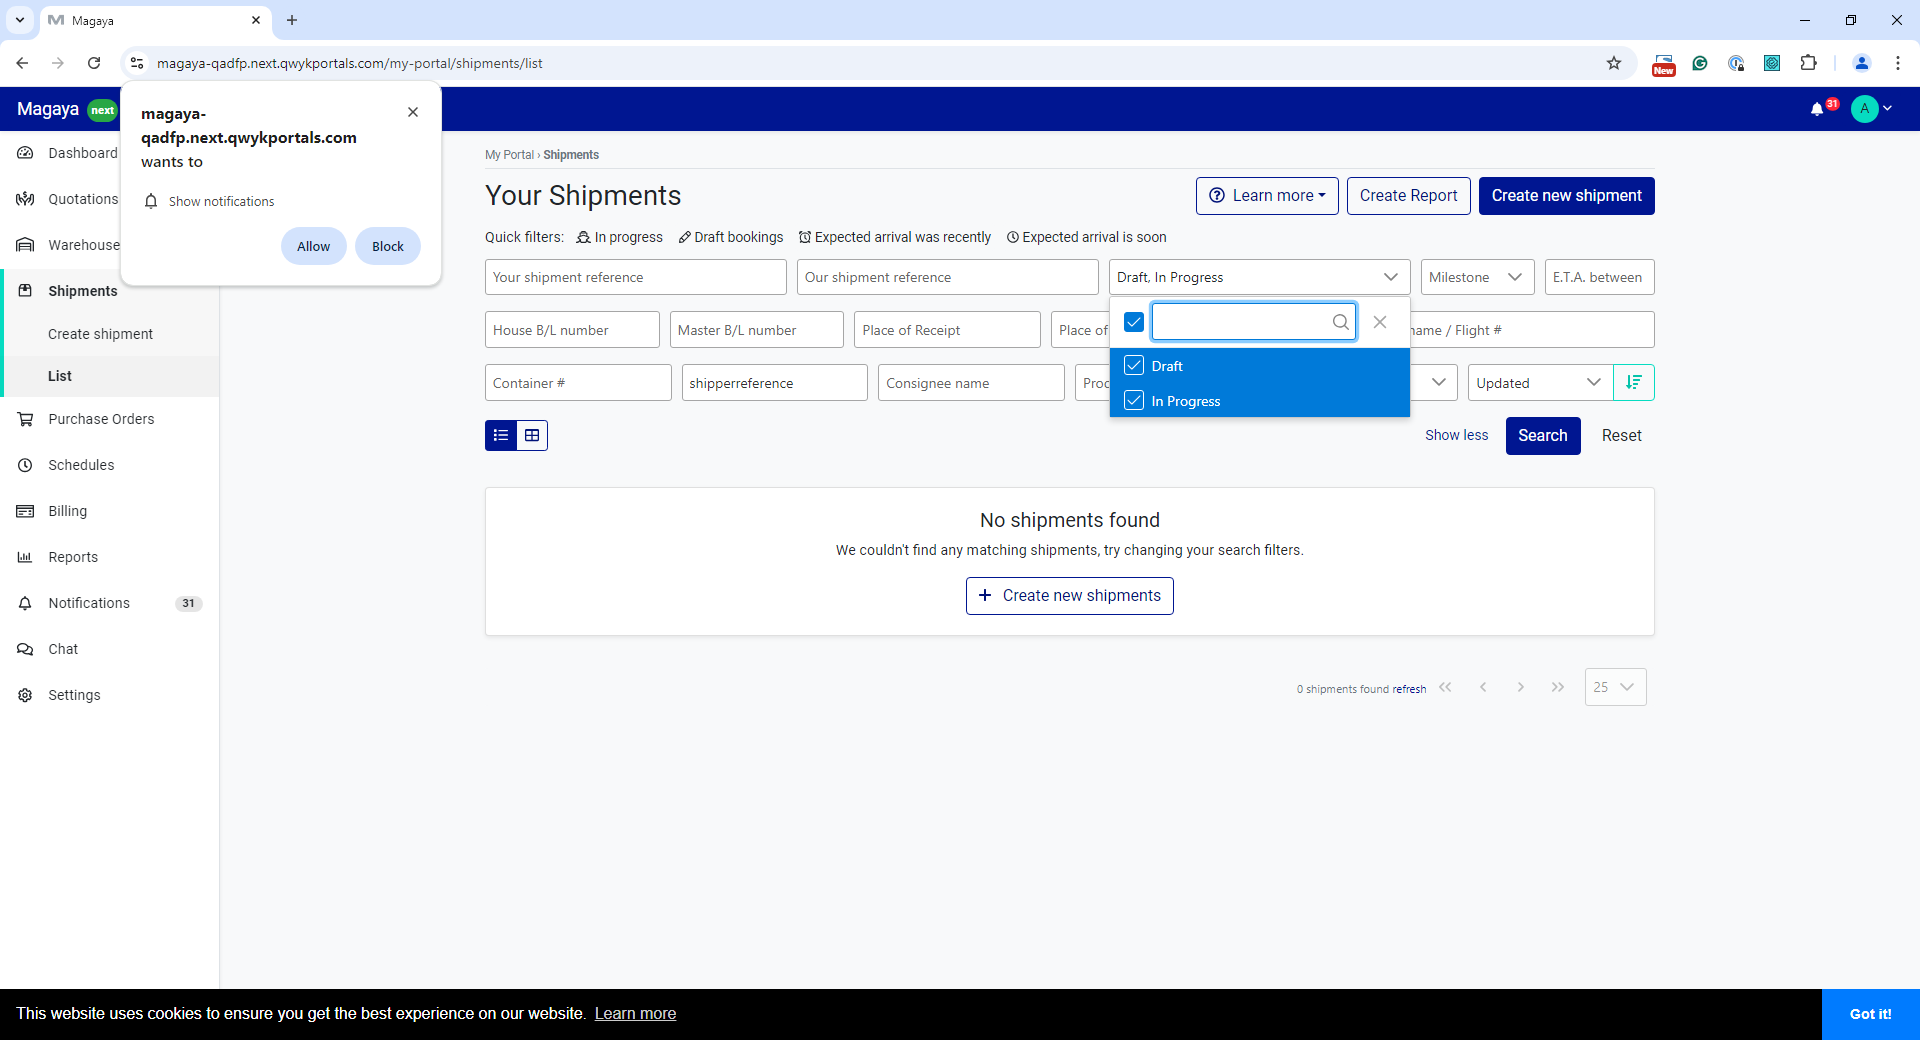 Magaya
magaya-qadfp.next.qwykportals.com/my-portal/shipments/list
New
Magaya next
31
A
magaya-
qadfp.next.qwykportals.com
wants to
Show notifications
Allow
Block
Dashboard
Quotations
Warehouse
Shipments
Create shipment
List
Purchase Orders
Schedules
Billing
Reports
Notifications 31
Chat
Settings
My Portal › Shipments
Your Shipments
Learn more
Create Report
Create new shipment
Quick filters: In progress Draft bookings Expected arrival was recently Expected arrival is soon
Your shipment reference
Our shipment reference
Draft, In Progress
Milestone
E.T.A. between
House B/L number
Master B/L number
Place of Receipt
Place of
name / Flight #
Draft
In Progress
Container #
shipperreference
Consignee name
Updated
Show less
Search
Reset
No shipments found
We couldn't find any matching shipments, try changing your search filters.
+ Create new shipments
0 shipments found refresh
25
This website uses cookies to ensure you get the best experience on our website. Learn more
Got it!